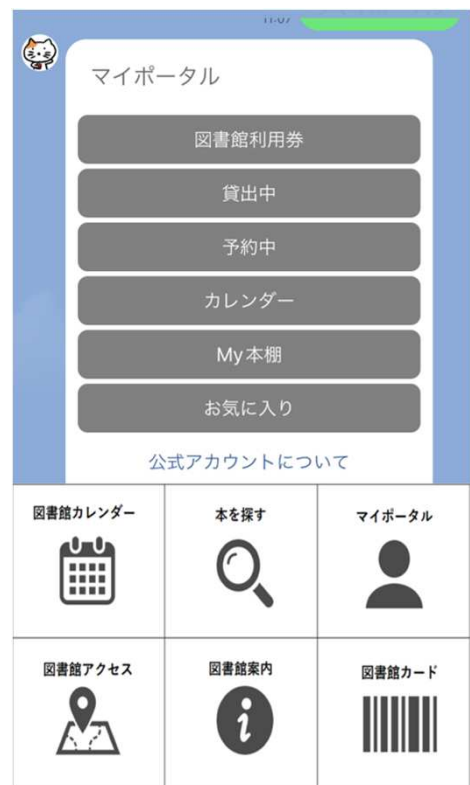 マイポータル
図書館利用券
貸出中
予約中
カレンダー
My本棚
お気に入り
公式アカウントについて
図書館カレンダー
本を探す
マイポータル
図書館アクセス
図書館案内
図書館カード